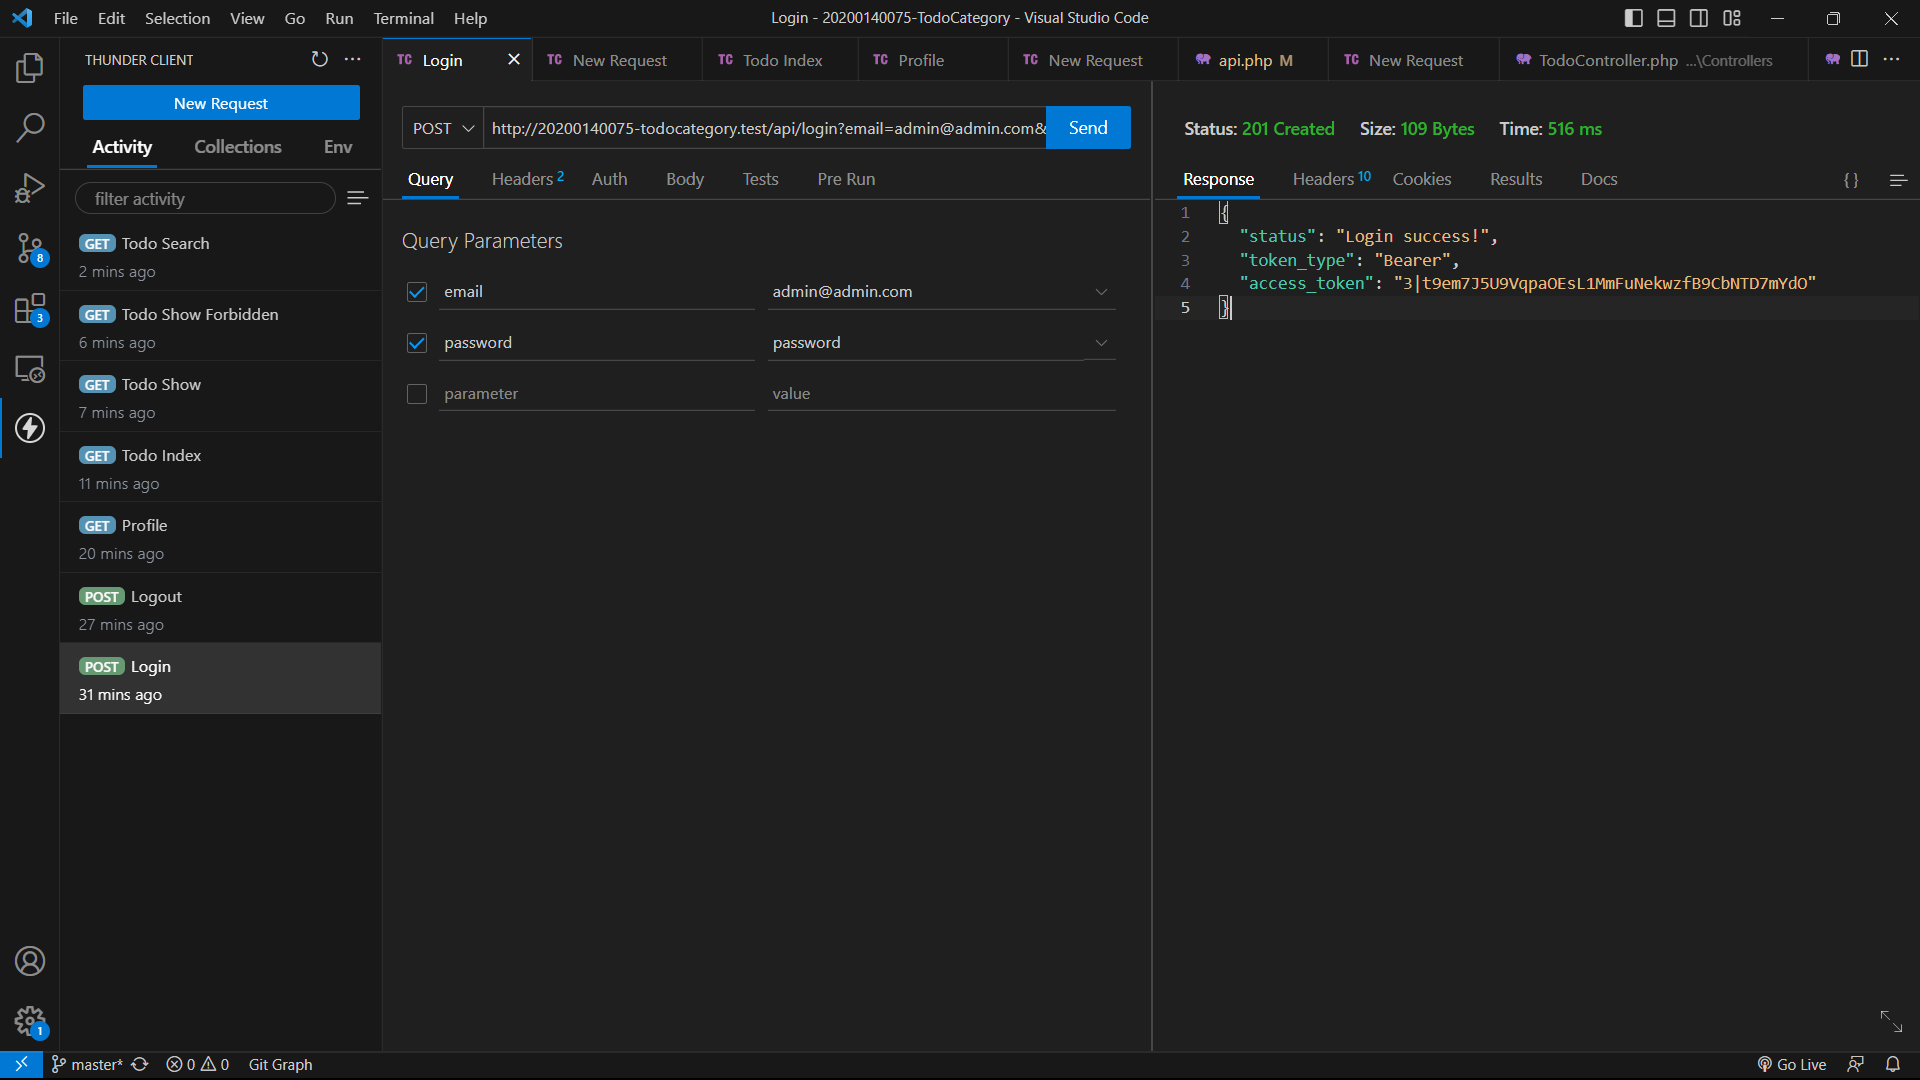 File Edit Selection View Go Run Terminal Help
Login - 20200140075-TodoCategory - Visual Studio Code
THUNDER CLIENT
New Request
Activity Collections Env
filter activity
GET Todo Search
2 mins ago
GET Todo Show Forbidden
6 mins ago
GET Todo Show
7 mins ago
GET Todo Index
11 mins ago
GET Profile
20 mins ago
POST Logout
27 mins ago
POST Login
31 mins ago
8
3
1
TC Login
TC New Request
TC Todo Index
TC Profile
TC New Request
api.php M
TC New Request
TodoController.php ...\Controllers
POST http://20200140075-todocategory.test/api/login?email=admin@admin.com& Send
Query Headers 2 Auth Body Tests Pre Run
Query Parameters
email admin@admin.com
password password
parameter value
Status: 201 Created Size: 109 Bytes Time: 516 ms
Response Headers 10 Cookies Results Docs { }
1 {
2 "status": "Login success!",
3 "token_type": "Bearer",
4 "access_token": "3|t9em7J5U9VqpaOEsL1MmFuNekwzfB9CbNTD7mYdO"
5 }
master* 0 0 Git Graph
Go Live